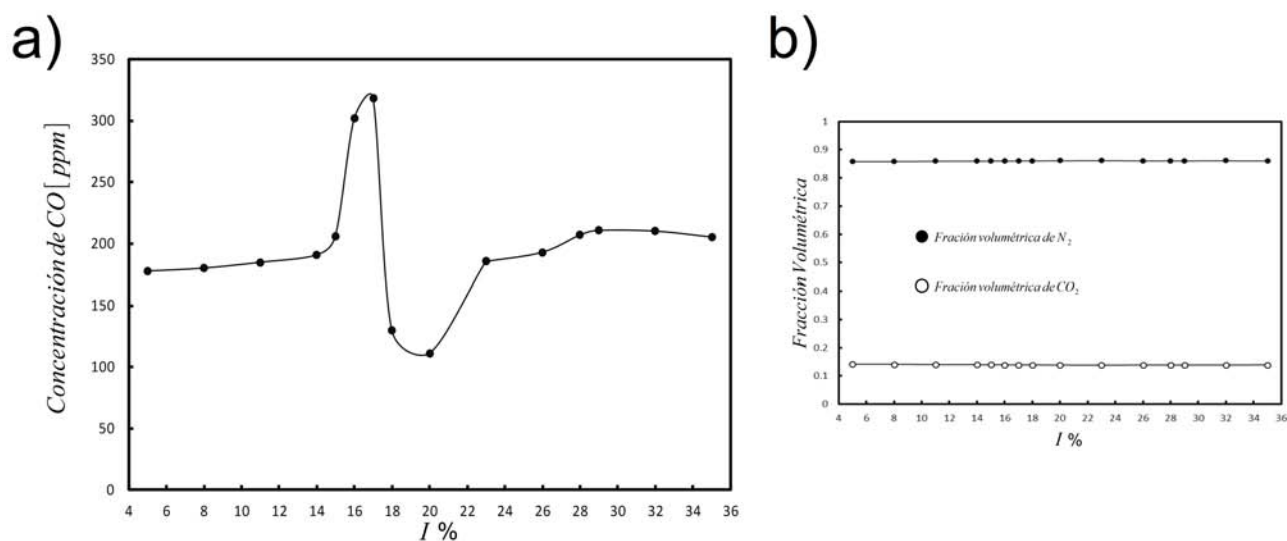 a)
Concentración de CO [ppm]
350
300
250
200
150
100
50
0
4 6 8 10 12 14 16 18 20 22 24 26 28 30 32 34 36
I %
b)
Fracción Volumétrica
1
0.9
0.8
0.7
0.6
0.5
0.4
0.3
0.2
0.1
0
Fración volumétrica de N₂
Fración volumétrica de CO₂
4 6 8 10 12 14 16 18 20 22 24 26 28 30 32 34 36
I %